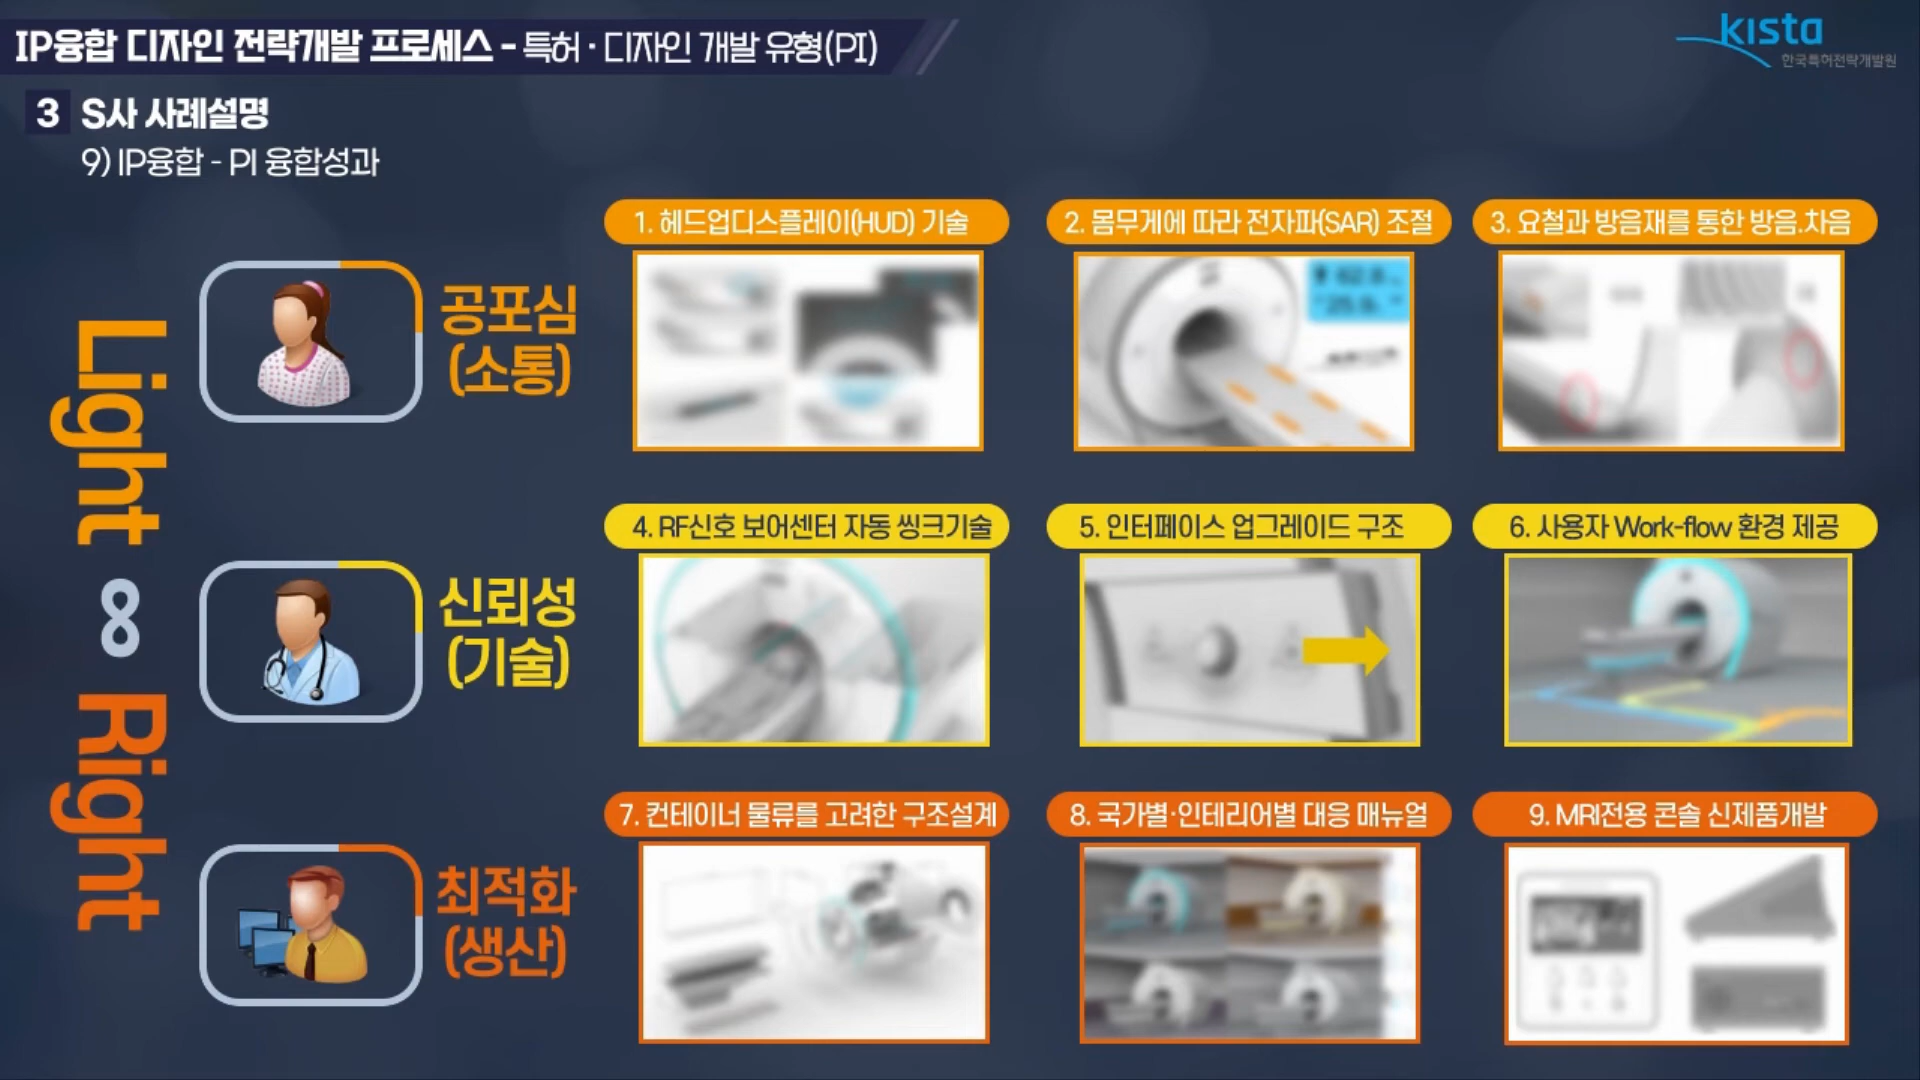 IP융합 디자인 전략개발 프로세스 - 특허·디자인 개발 유형(PI)
kista
한국특허전략개발원
3 S사 사례설명
9) IP융합 - PI 융합성과
Light ∞ Right
공포심
(소통)
1. 헤드업디스플레이(HUD) 기술
2. 몸무게에 따라 전자파(SAR) 조절
3. 요철과 방음재를 통한 방음.차음
신뢰성
(기술)
4. RF신호 보어센터 자동 씽크기술
5. 인터페이스 업그레이드 구조
6. 사용자 Work-flow 환경 제공
최적화
(생산)
7. 컨테이너 물류를 고려한 구조설계
8. 국가별·인테리어별 대응 매뉴얼
9. MRI전용 콘솔 신제품개발